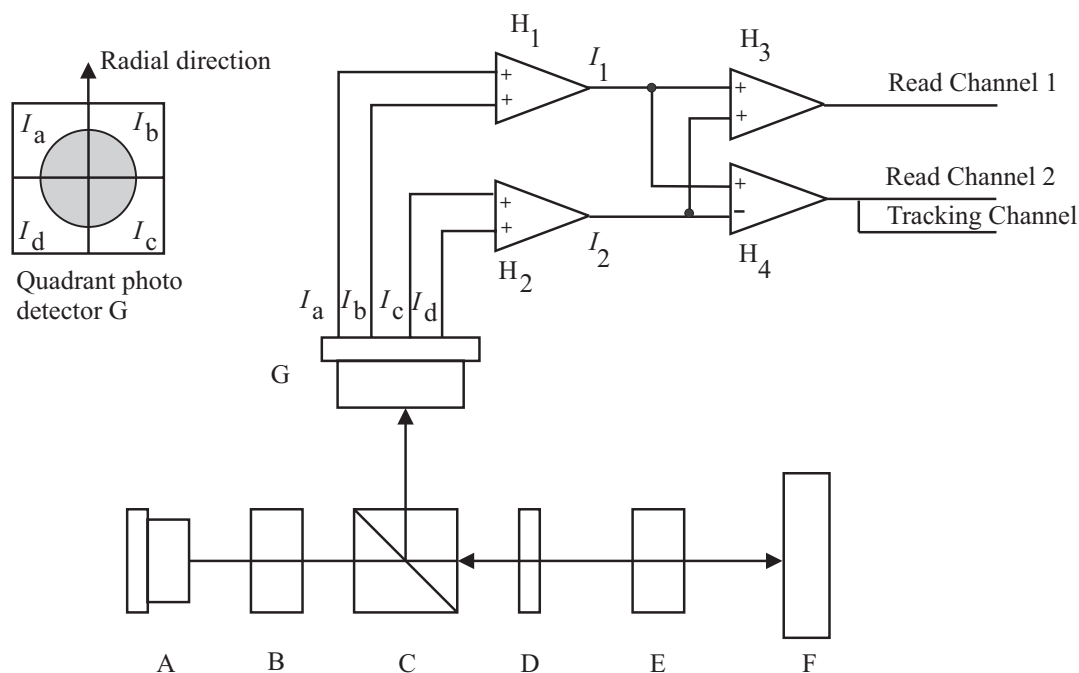 H1
H3
Radial direction
I1
Read Channel 1
+
+
+
+
Ia
Ib
Read Channel 2
+
+
Tracking Channel
+
-
Id
Ic
I2
H2
H4
Quadrant photo
detector G
Ia
Ib
Ic
Id
G
A
B
C
D
E
F